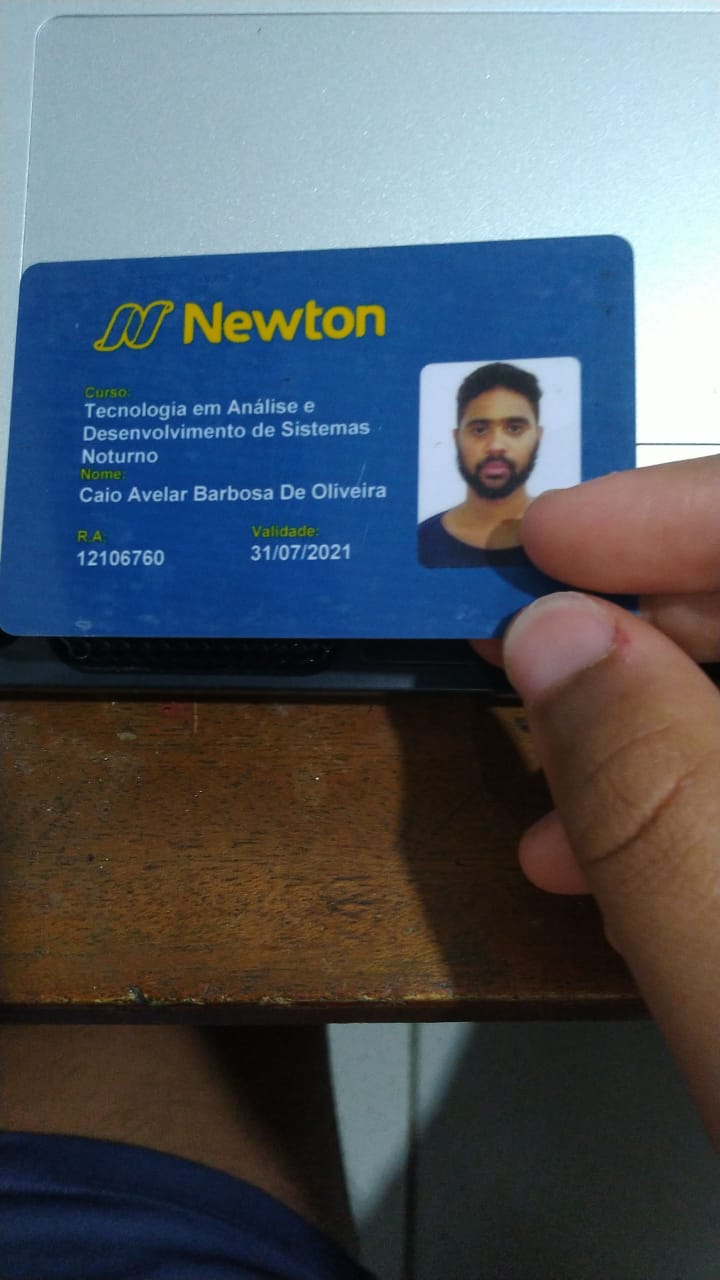 Newton
Curso:
Tecnologia em Análise e
Desenvolvimento de Sistemas
Noturno
Nome:
Caio Avelar Barbosa De Oliveira
R.A:
12106760
Validade:
31/07/2021